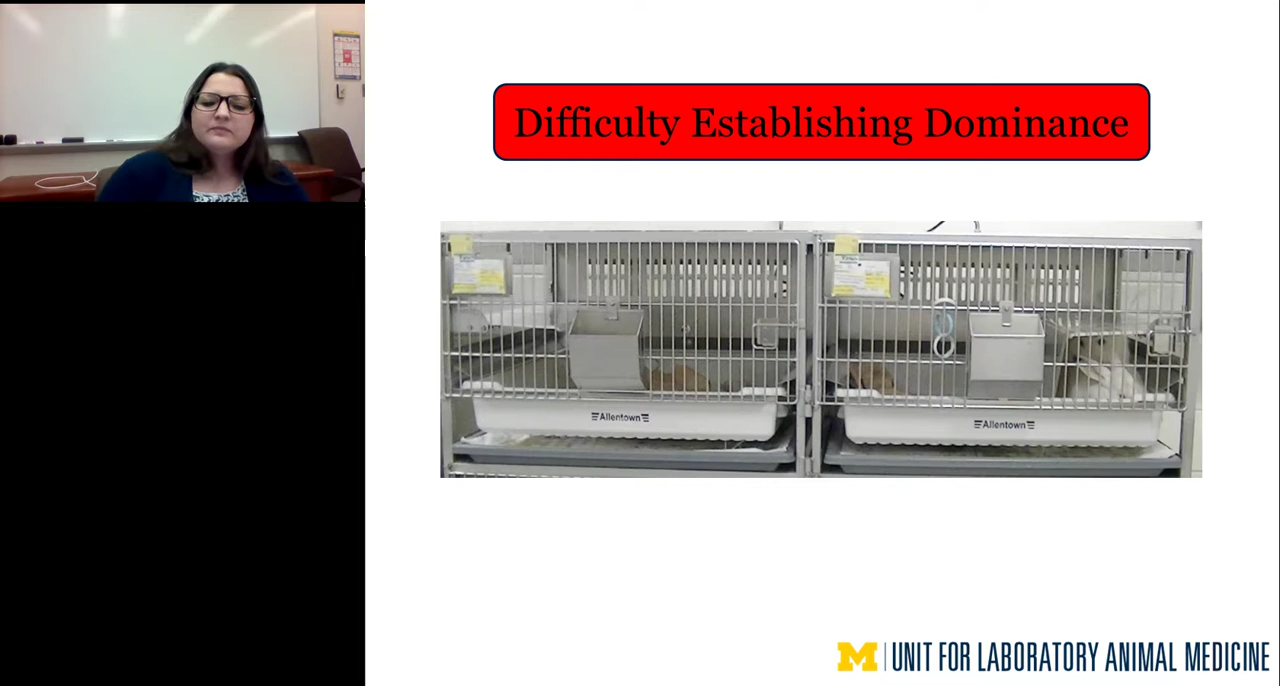 Difficulty Establishing Dominance
Allentown
Allentown
M | UNIT FOR LABORATORY ANIMAL MEDICINE